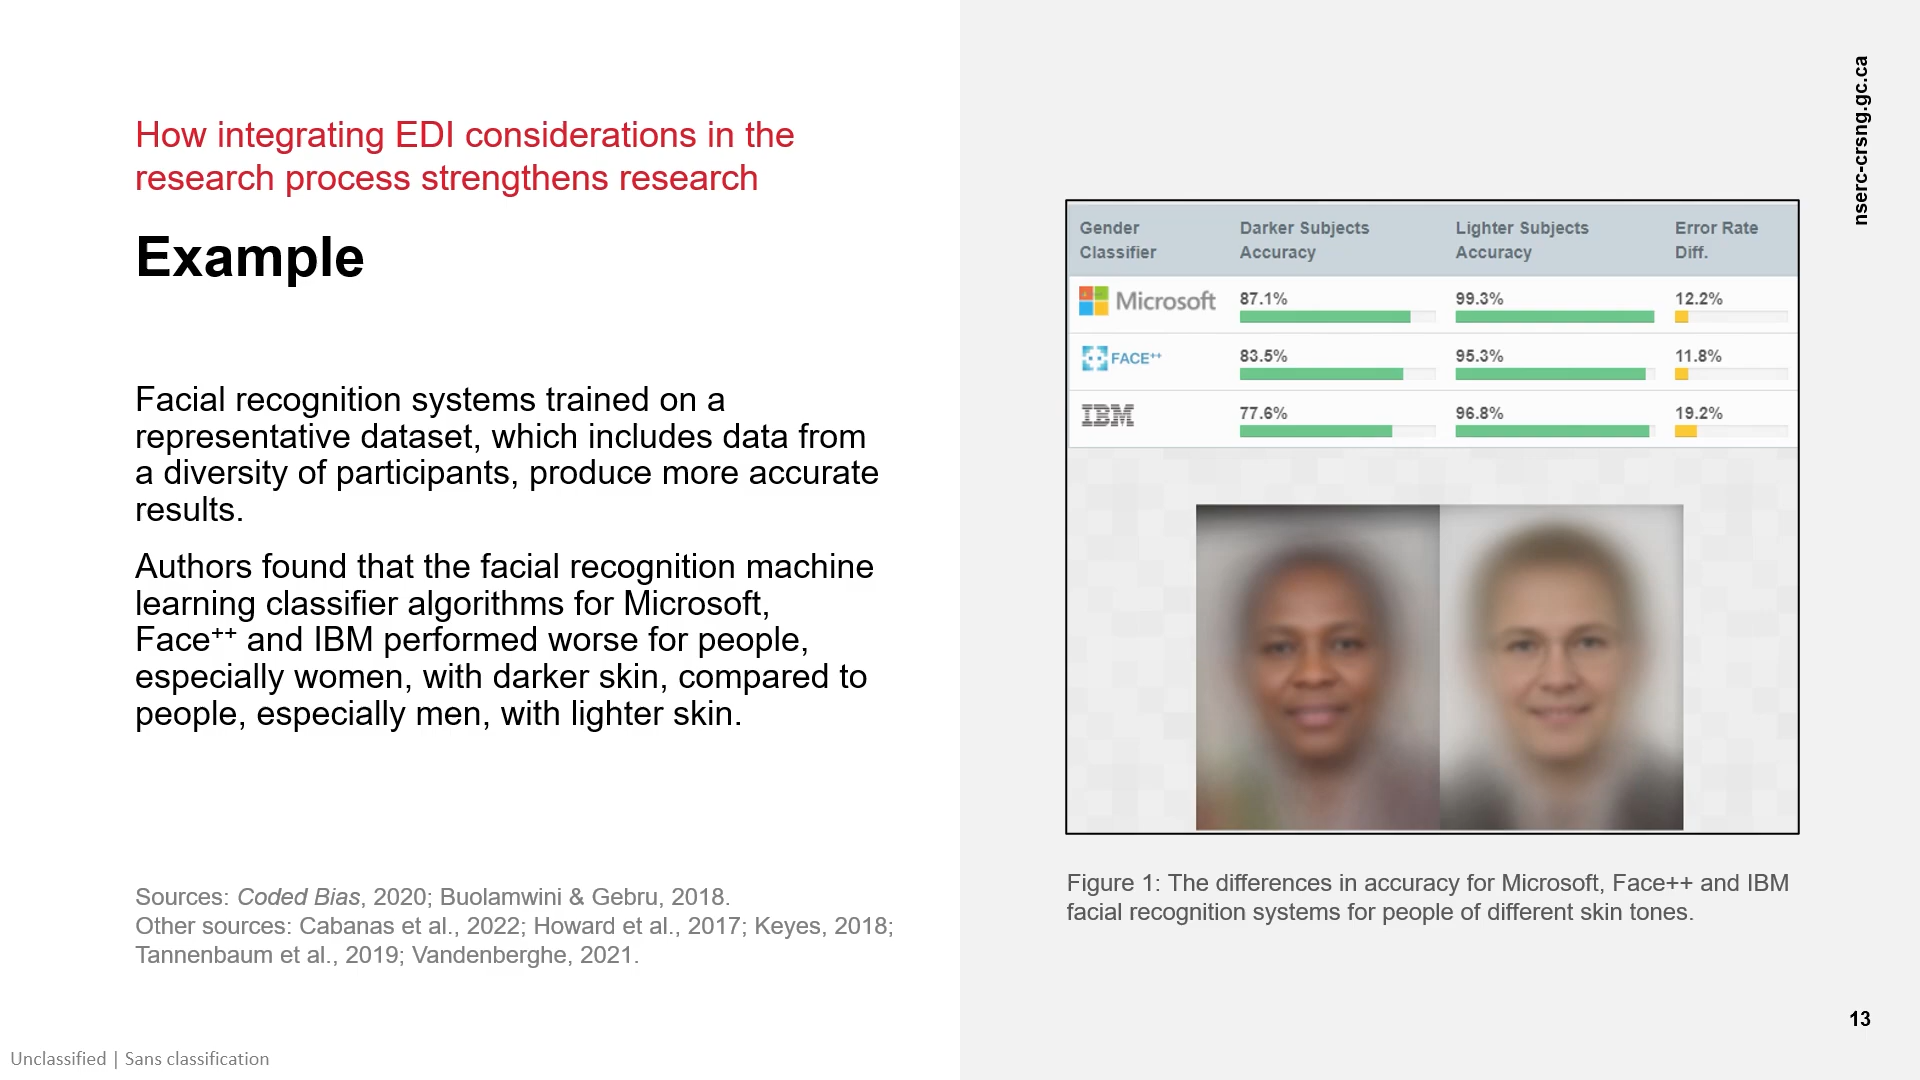 How integrating EDI considerations in the
research process strengthens research
Example
Facial recognition systems trained on a
representative dataset, which includes data from
a diversity of participants, produce more accurate
results.
Authors found that the facial recognition machine
learning classifier algorithms for Microsoft,
Face⁺⁺ and IBM performed worse for people,
especially women, with darker skin, compared to
people, especially men, with lighter skin.
Sources: Coded Bias, 2020; Buolamwini & Gebru, 2018.
Other sources: Cabanas et al., 2022; Howard et al., 2017; Keyes, 2018;
Tannenbaum et al., 2019; Vandenberghe, 2021.
Unclassified | Sans classification
nserc-crsng.gc.ca
Gender Classifier Darker Subjects Accuracy Lighter Subjects Accuracy Error Rate Diff.
Microsoft 87.1% 99.3% 12.2%
FACE⁺⁺ 83.5% 95.3% 11.8%
IBM 77.6% 96.8% 19.2%
Figure 1: The differences in accuracy for Microsoft, Face++ and IBM
facial recognition systems for people of different skin tones.
13